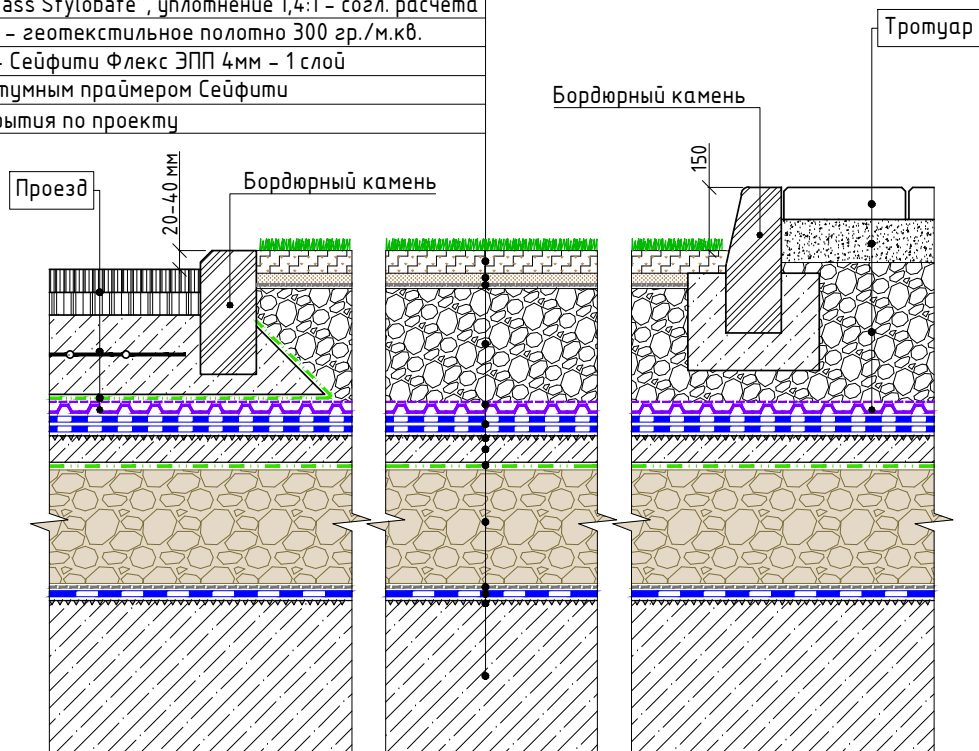 ass Stylobate", уплотнение 1,4:1 – согл. расчета
– геотекстильное полотно 300 гр./м.кв.
– Сейфити Флекс ЭПП 4мм – 1 слой
тумным праймером Сейфити
рытия по проекту
Тротуар
Бордюрный камень
150
20-40 мм
Проезд
Бордюрный камень